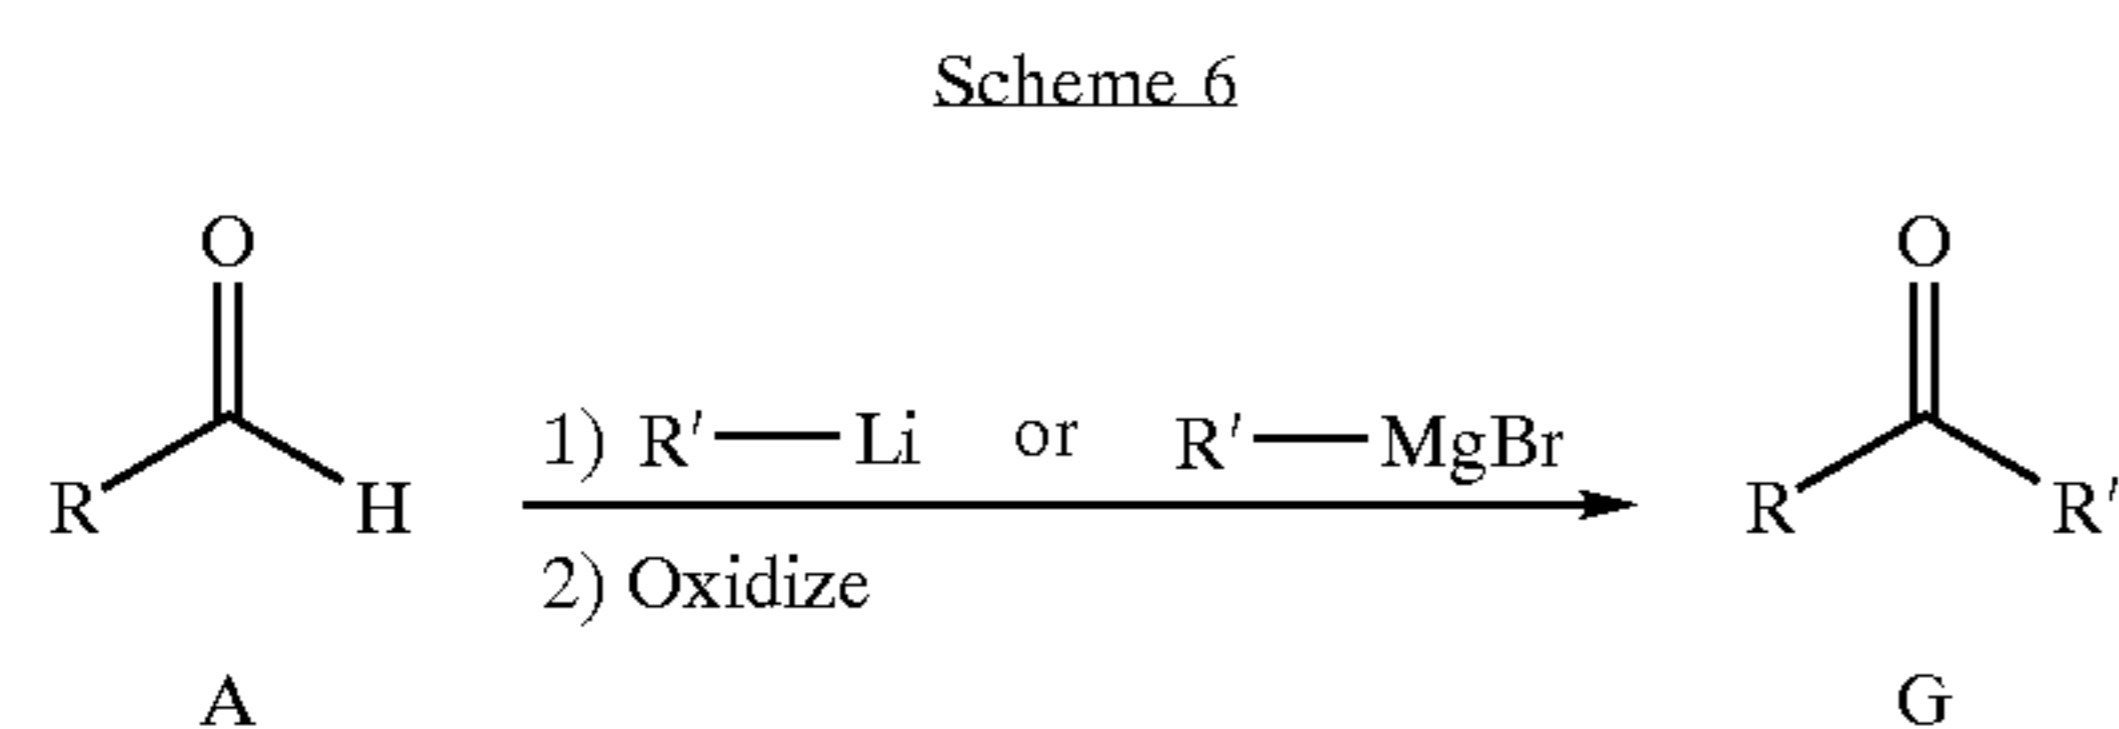 Scheme 6
O
O
1) R′—Li or R′—MgBr
R H
R R′
2) Oxidize
A
G